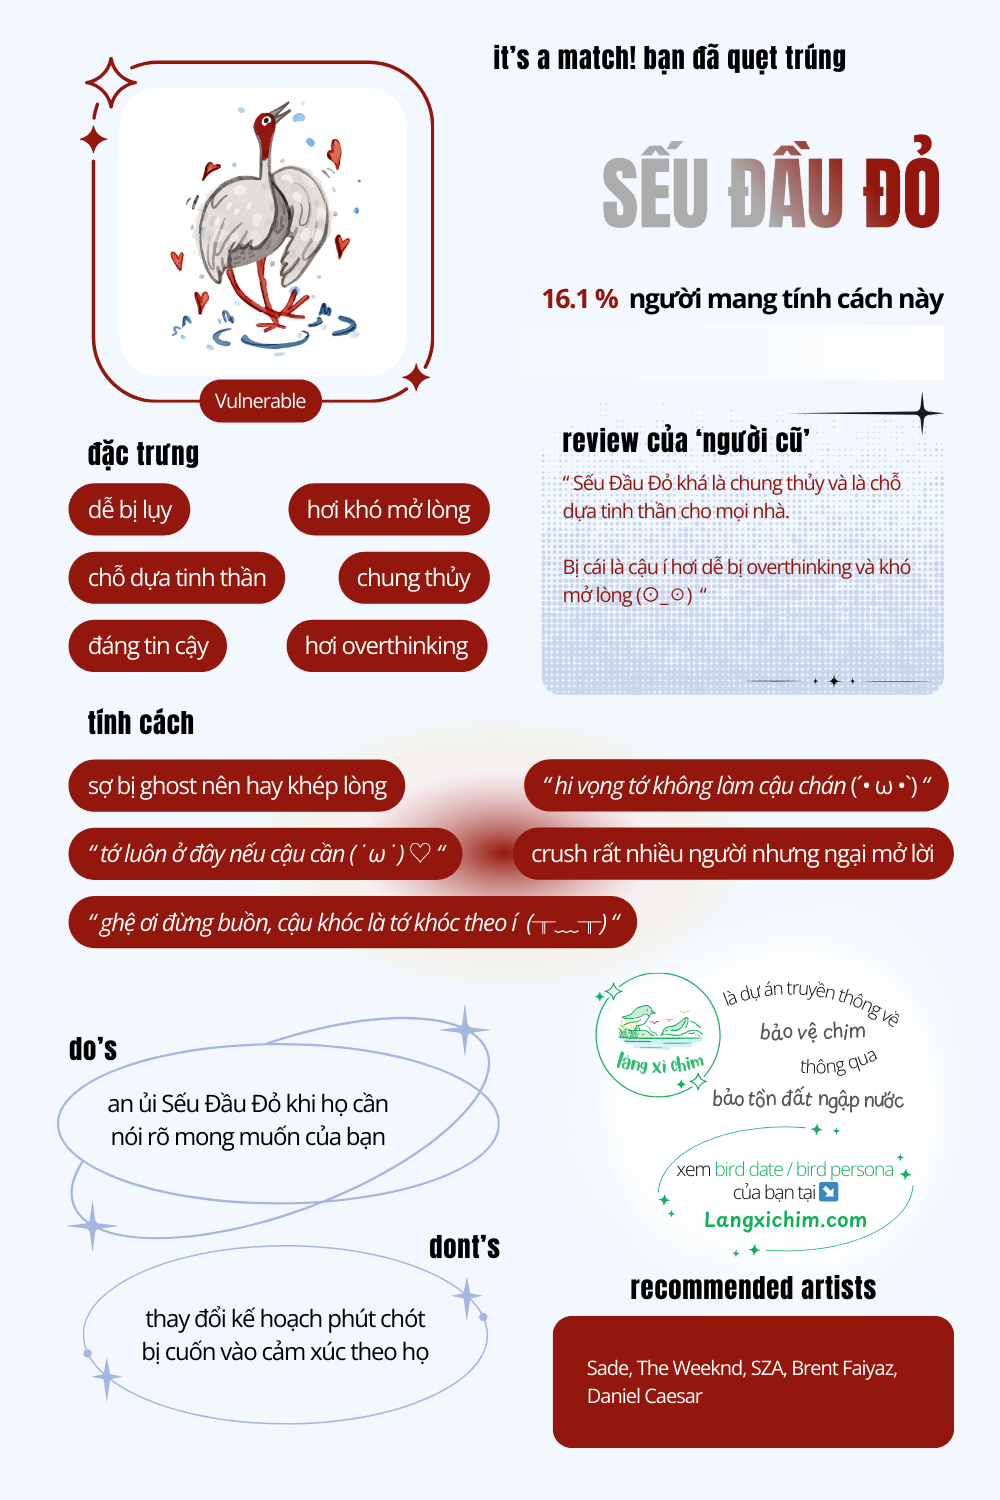 it's a match! bạn đã quẹt trúng
SẾU ĐẦU ĐỎ
16.1 % người mang tính cách này
Vulnerable
đặc trưng
dễ bị lụy
hơi khó mở lòng
chỗ dựa tinh thần
chung thủy
đáng tin cậy
hơi overthinking
review của ‘người cũ’
“ Sếu Đầu Đỏ khá là chung thủy và là chỗ
dựa tinh thần cho mọi nhà.
Bị cái là cậu í hơi dễ bị overthinking và khó
mở lòng (⊙_☉) “
tính cách
sợ bị ghost nên hay khép lòng
“ hi vọng tớ không làm cậu chán (´• ω •`) “
“ tớ luôn ở đây nếu cậu cần ( ˙ω ˙ ) ♡ “
crush rất nhiều người nhưng ngại mở lời
“ ghệ ơi đừng buồn, cậu khóc là tớ khóc theo í (╥﹏╥) “
làng xì chim
là dự án truyền thông về
bảo vệ chim
thông qua
bảo tồn đất ngập nước
xem bird date / bird persona
của bạn tại ↘️
Langxichim.com
do's
an ủi Sếu Đầu Đỏ khi họ cần
nói rõ mong muốn của bạn
dont's
thay đổi kế hoạch phút chót
bị cuốn vào cảm xúc theo họ
recommended artists
Sade, The Weeknd, SZA, Brent Faiyaz,
Daniel Caesar